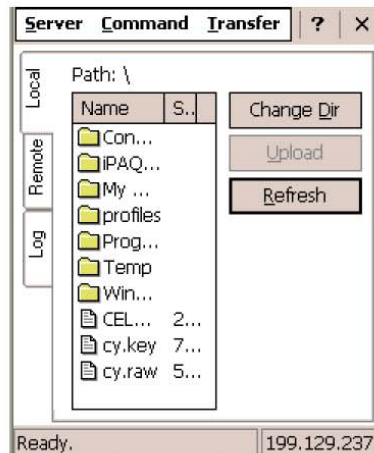 Server Command Transfer ? ×
Local
Remote
Log
Path: \
Name S..
Con...
iPAQ...
My ...
profiles
Prog...
Temp
Win...
CEL... 2...
cy.key 7...
cy.raw 5...
Change Dir
Upload
Refresh
Ready. 199.129.237